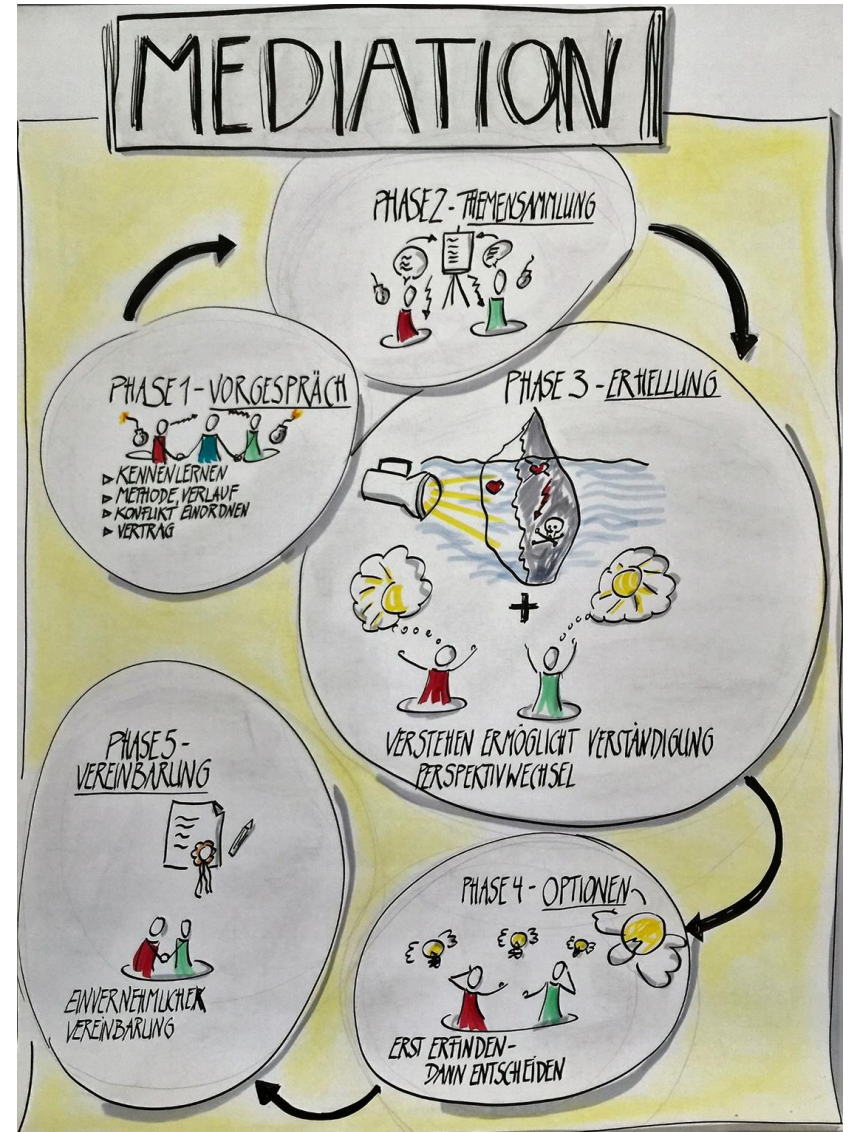 MEDIATION
PHASE 2 - THEMENSAMMLUNG
PHASE 1 - VORGESPRÄCH
▷ KENNENLERNEN
▷ METHODE, VERLAUF
▷ KONFLIKT EINORDNEN
▷ VERTRAG
PHASE 3 - ERHELLUNG
+
VERSTEHEN ERMÖGLICHT VERSTÄNDIGUNG
PERSPEKTIVWECHSEL
PHASE 4 - OPTIONEN
ERST ERFINDEN-
DANN ENTSCHEIDEN
PHASE 5 -
VEREINBARUNG
EINVERNEHMLICHER
VEREINBARUNG